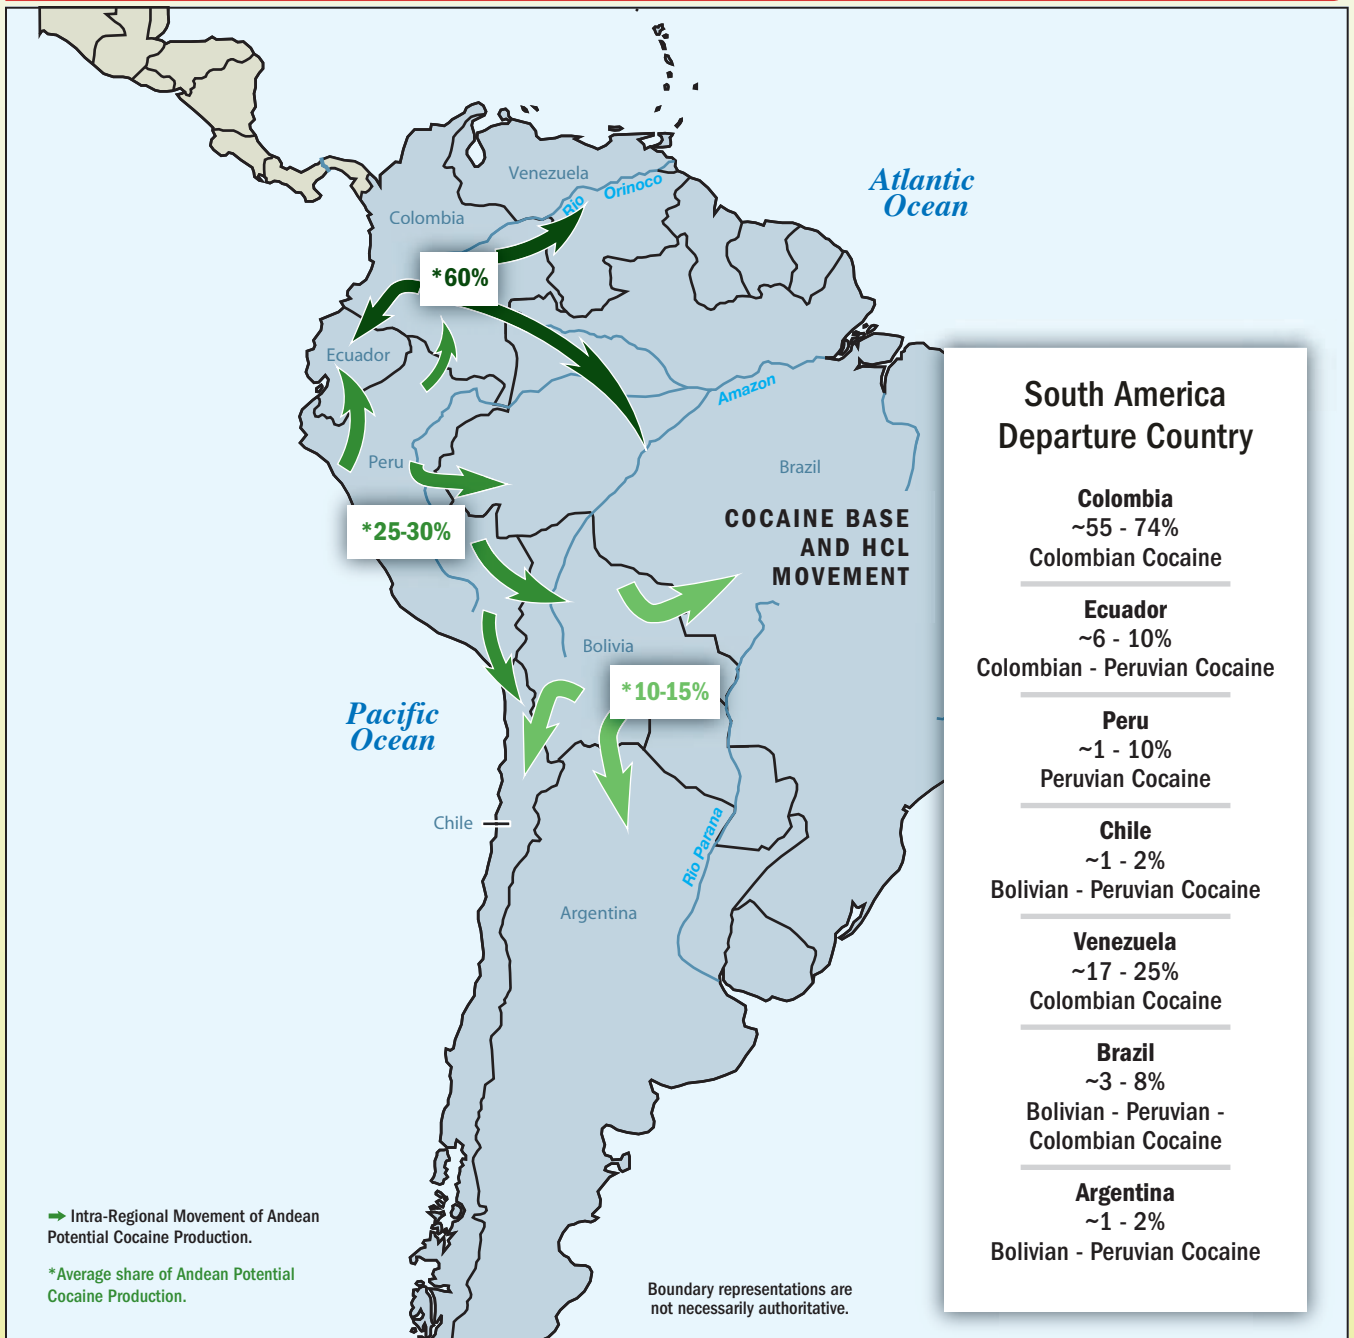 Atlantic
Ocean
Venezuela
Rio
Orinoco
Colombia
*60%
Ecuador
Amazon
Peru
Brazil
*25-30%
COCAINE BASE
AND HCL
MOVEMENT
Bolivia
*10-15%
Pacific
Ocean
Chile
Rio Parana
Argentina
South America
Departure Country
Colombia
~55 - 74%
Colombian Cocaine
Ecuador
~6 - 10%
Colombian - Peruvian Cocaine
Peru
~1 - 10%
Peruvian Cocaine
Chile
~1 - 2%
Bolivian - Peruvian Cocaine
Venezuela
~17 - 25%
Colombian Cocaine
Brazil
~3 - 8%
Bolivian - Peruvian -
Colombian Cocaine
Argentina
~1 - 2%
Bolivian - Peruvian Cocaine
Intra-Regional Movement of Andean
Potential Cocaine Production.
*Average share of Andean Potential
Cocaine Production.
Boundary representations are
not necessarily authoritative.